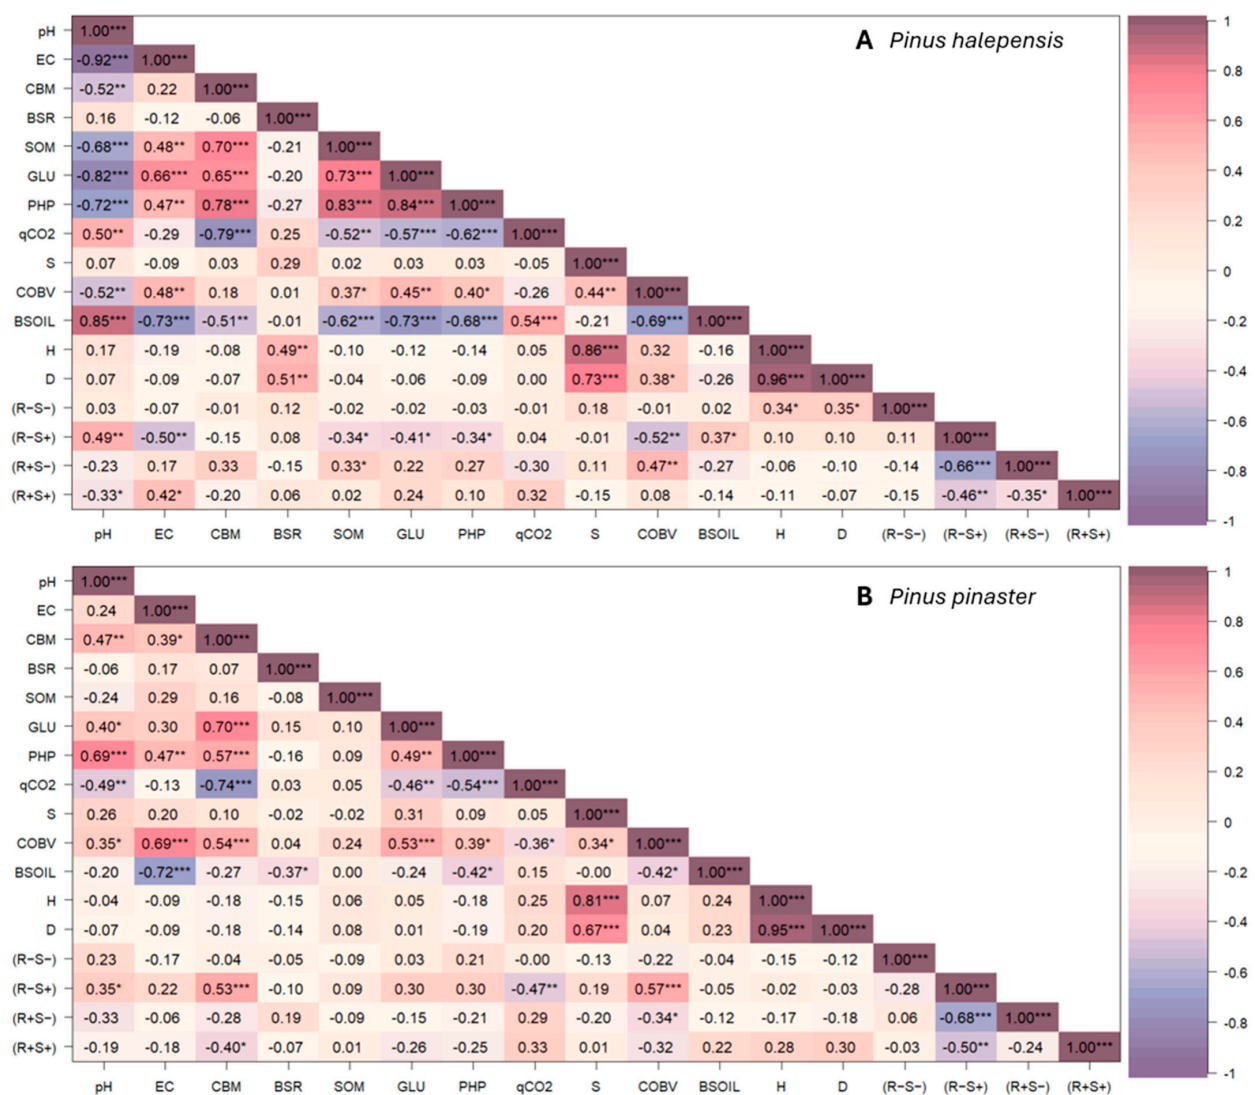 A Pinus halepensis
pH 1.00***
EC -0.92*** 1.00***
CBM -0.52** 0.22 1.00***
BSR 0.16 -0.12 -0.06 1.00***
SOM -0.68*** 0.48** 0.70*** -0.21 1.00***
GLU -0.82*** 0.66*** 0.65*** -0.20 0.73*** 1.00***
PHP -0.72*** 0.47** 0.78*** -0.27 0.83*** 0.84*** 1.00***
qCO2 0.50** -0.29 -0.79*** 0.25 -0.52** -0.57*** -0.62*** 1.00***
S 0.07 -0.09 0.03 0.29 0.02 0.03 0.03 -0.05 1.00***
COBV -0.52** 0.48** 0.18 0.01 0.37* 0.45** 0.40* -0.26 0.44** 1.00***
BSOIL 0.85*** -0.73*** -0.51** -0.01 -0.62*** -0.73*** -0.68*** 0.54*** -0.21 -0.69*** 1.00***
H 0.17 -0.19 -0.08 0.49** -0.10 -0.12 -0.14 0.05 0.86*** 0.32 -0.16 1.00***
D 0.07 -0.09 -0.07 0.51** -0.04 -0.06 -0.09 0.00 0.73*** 0.38* -0.26 0.96*** 1.00***
(R−S−) 0.03 -0.07 -0.01 0.12 -0.02 -0.02 -0.03 -0.01 0.18 -0.01 0.02 0.34* 0.35* 1.00***
(R−S+) 0.49** -0.50** -0.15 0.08 -0.34* -0.41* -0.34* 0.04 -0.01 -0.52** 0.37* 0.10 0.10 0.11 1.00***
(R+S−) -0.23 0.17 0.33 -0.15 0.33* 0.22 0.27 -0.30 0.11 0.47** -0.27 -0.06 -0.10 -0.14 -0.66*** 1.00***
(R+S+) -0.33* 0.42* -0.20 0.06 0.02 0.24 0.10 0.32 -0.15 0.08 -0.14 -0.11 -0.07 -0.15 -0.46** -0.35* 1.00***
pH EC CBM BSR SOM GLU PHP qCO2 S COBV BSOIL H D (R−S−) (R−S+) (R+S−) (R+S+)
1
0.8
0.6
0.4
0.2
0
-0.2
-0.4
-0.6
-0.8
-1
B Pinus pinaster
pH 1.00***
EC 0.24 1.00***
CBM 0.47** 0.39* 1.00***
BSR -0.06 0.17 0.07 1.00***
SOM -0.24 0.29 0.16 -0.08 1.00***
GLU 0.40* 0.30 0.70*** 0.15 0.10 1.00***
PHP 0.69*** 0.47** 0.57*** -0.16 0.09 0.49** 1.00***
qCO2 -0.49** -0.13 -0.74*** 0.03 0.05 -0.46** -0.54*** 1.00***
S 0.26 0.20 0.10 -0.02 -0.02 0.31 0.09 0.05 1.00***
COBV 0.35* 0.69*** 0.54*** 0.04 0.24 0.53*** 0.39* -0.36* 0.34* 1.00***
BSOIL -0.20 -0.72*** -0.27 -0.37* 0.00 -0.24 -0.42* 0.15 -0.00 -0.42* 1.00***
H -0.04 -0.09 -0.18 -0.15 0.06 0.05 -0.18 0.25 0.81*** 0.07 0.24 1.00***
D -0.07 -0.09 -0.18 -0.14 0.08 0.01 -0.19 0.20 0.67*** 0.04 0.23 0.95*** 1.00***
(R−S−) 0.23 -0.17 -0.04 -0.05 -0.09 0.03 0.21 -0.00 -0.13 -0.22 -0.04 -0.15 -0.12 1.00***
(R−S+) 0.35* 0.22 0.53*** -0.10 0.09 0.30 0.30 -0.47** 0.19 0.57*** -0.05 -0.02 -0.03 -0.28 1.00***
(R+S−) -0.33 -0.06 -0.28 0.19 -0.09 -0.15 -0.21 0.29 -0.20 -0.34* -0.12 -0.17 -0.18 0.06 -0.68*** 1.00***
(R+S+) -0.19 -0.18 -0.40* -0.07 0.01 -0.26 -0.25 0.33 0.01 -0.32 0.22 0.28 0.30 -0.03 -0.50** -0.24 1.00***
pH EC CBM BSR SOM GLU PHP qCO2 S COBV BSOIL H D (R−S−) (R−S+) (R+S−) (R+S+)
1
0.8
0.6
0.4
0.2
0
-0.2
-0.4
-0.6
-0.8
-1